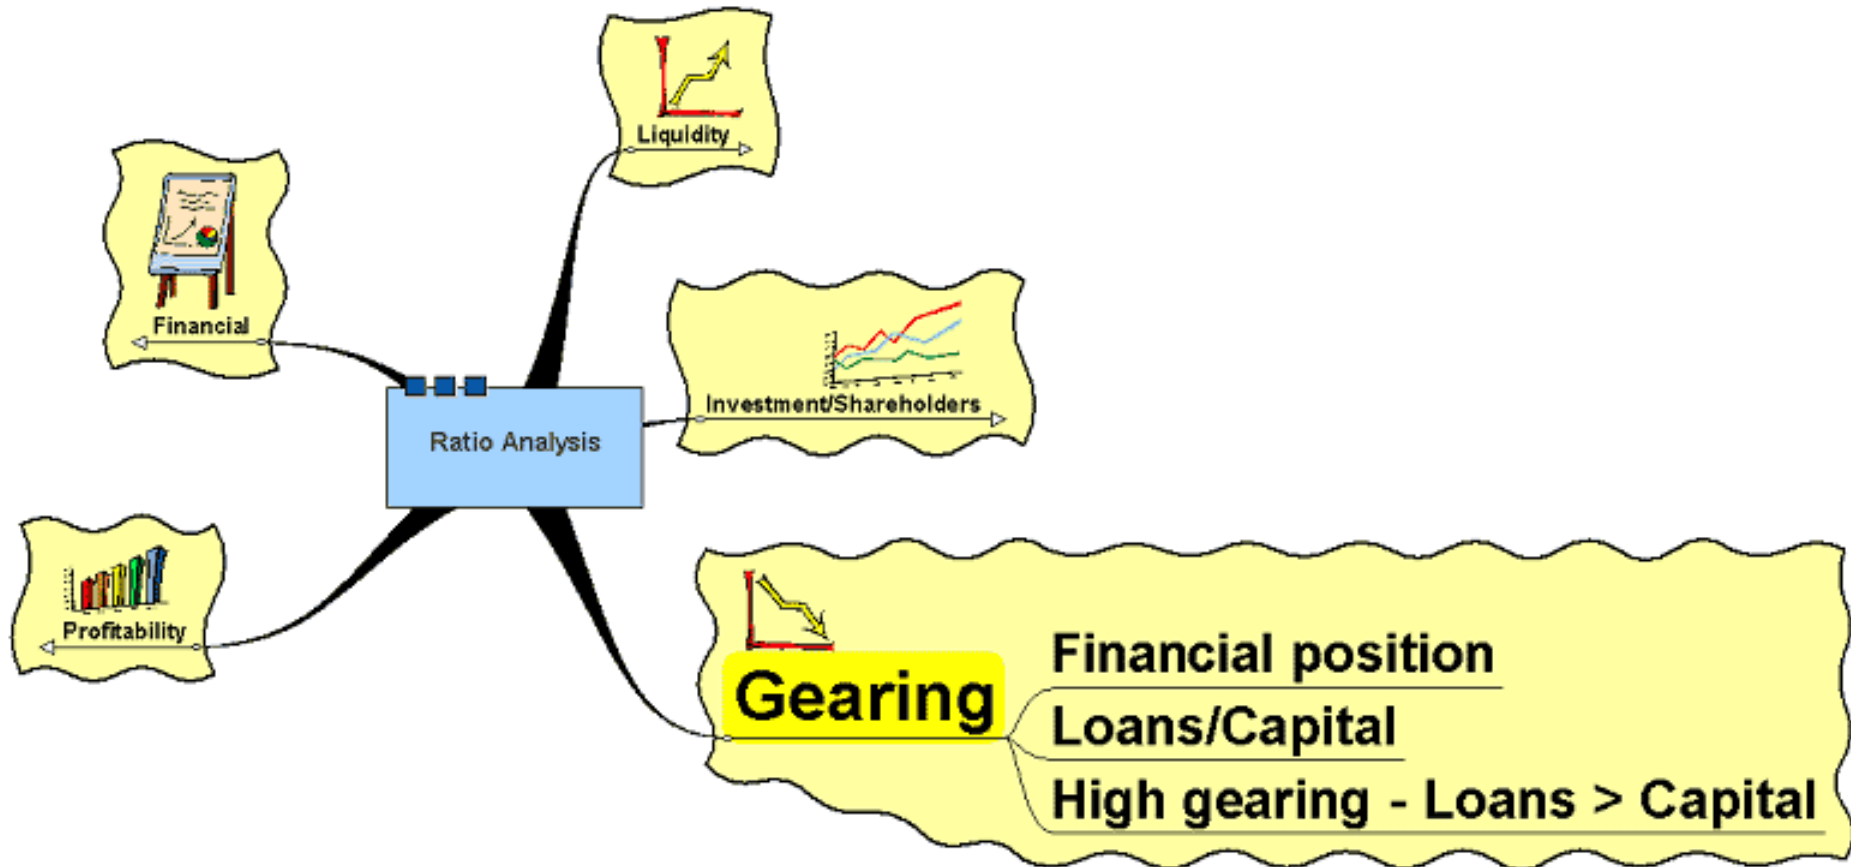 Liquidity
Financial
Investment/Shareholders
Ratio Analysis
Profitability
Gearing
Financial position
Loans/Capital
High gearing - Loans > Capital